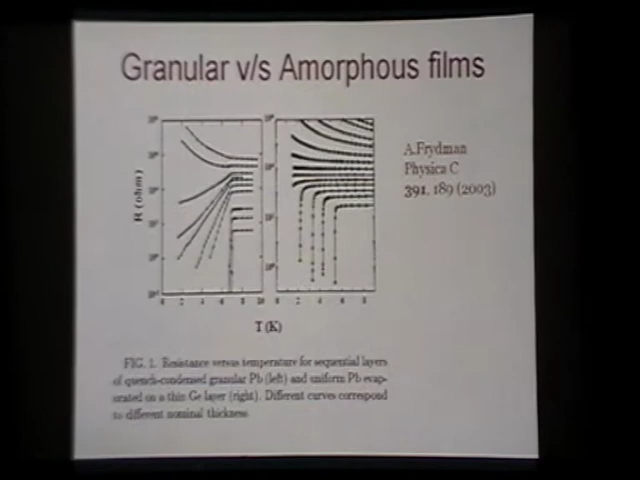 Granular v/s Amorphous films
A.Frydman
Physica C
391, 189 (2003)
R (ohm)
T (K)
FIG. 1. Resistance versus temperature for sequential layers
of quench-condensed granular Pb (left) and uniform Pb evap-
orated on a thin Ge layer (right). Different curves correspond
to different nominal thickness.